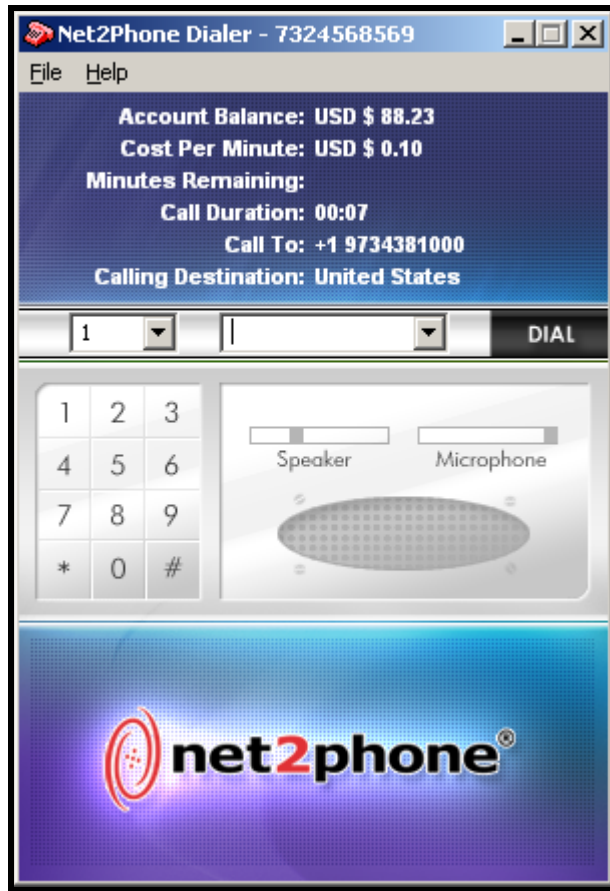 Net2Phone Dialer - 7324568569
File Help
Account Balance: USD $ 88.23
Cost Per Minute: USD $ 0.10
Minutes Remaining:
Call Duration: 00:07
Call To: +1 9734381000
Calling Destination: United States
1 DIAL
1 2 3
4 5 6
7 8 9
* 0 #
Speaker Microphone
net2phone®